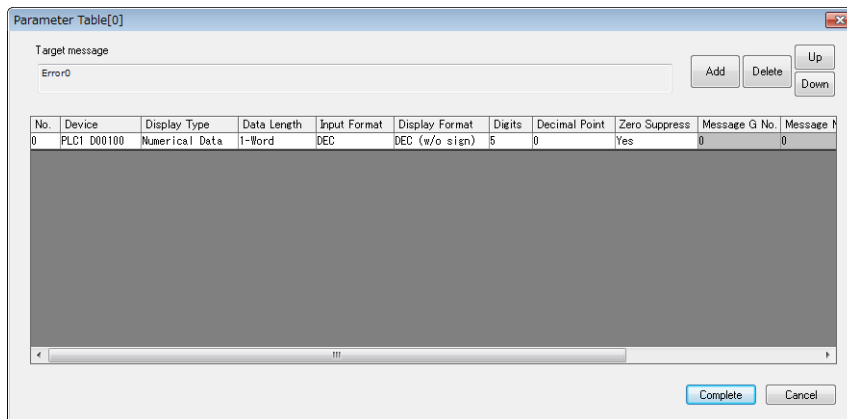 Parameter Table[0]
Target message
Error0
Add Delete Up Down
No. Device Display Type Data Length Input Format Display Format Digits Decimal Point Zero Suppress Message G No. Message N
0 PLC1 D00100 Numerical Data 1-Word DEC DEC (w/o sign) 5 0 Yes 0 0
Complete Cancel